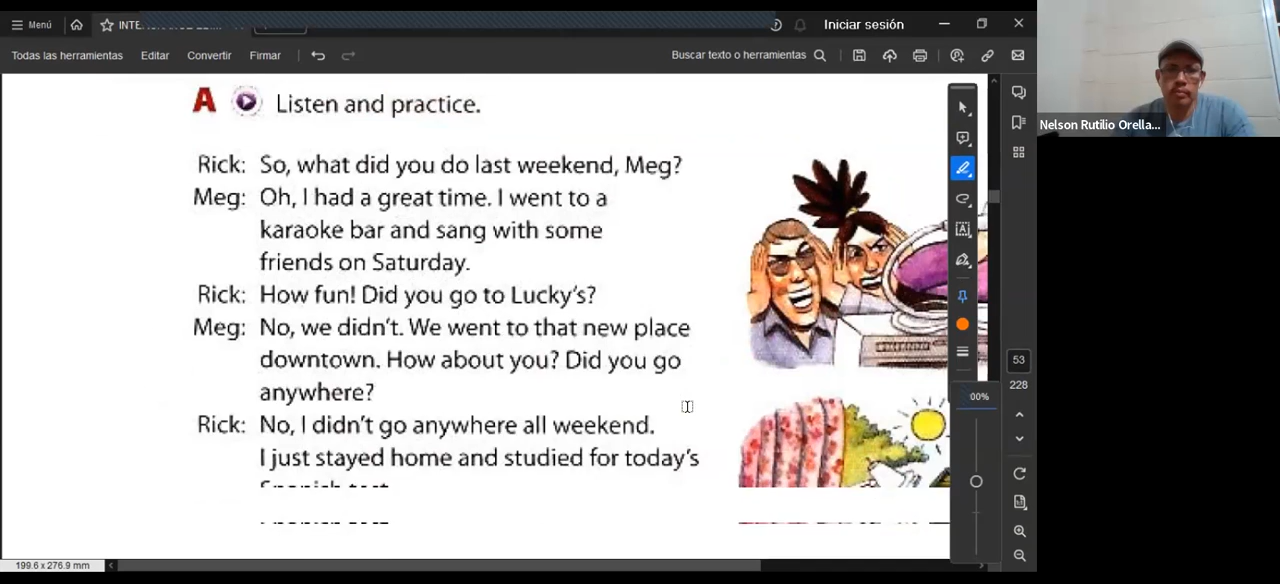 Menú
Iniciar sesión
Todas las herramientas Editar Convertir Firmar Buscar texto o herramientas
A Listen and practice.
Rick: So, what did you do last weekend, Meg?
Meg: Oh, I had a great time. I went to a
karaoke bar and sang with some
friends on Saturday.
Rick: How fun! Did you go to Lucky's?
Meg: No, we didn't. We went to that new place
downtown. How about you? Did you go
anywhere?
Rick: No, I didn't go anywhere all weekend.
I just stayed home and studied for today's
Nelson Rutilio Orella...
53
228
00%
199.6 x 276.9 mm